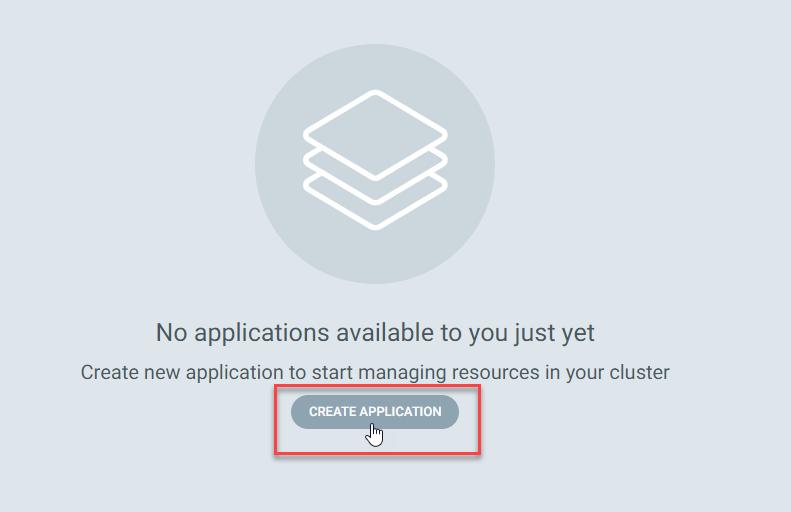 No applications available to you just yet
Create new application to start managing resources in your cluster
CREATE APPLICATION